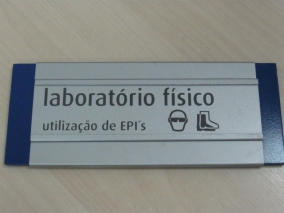 laboratório físico
utilização de EPI´s